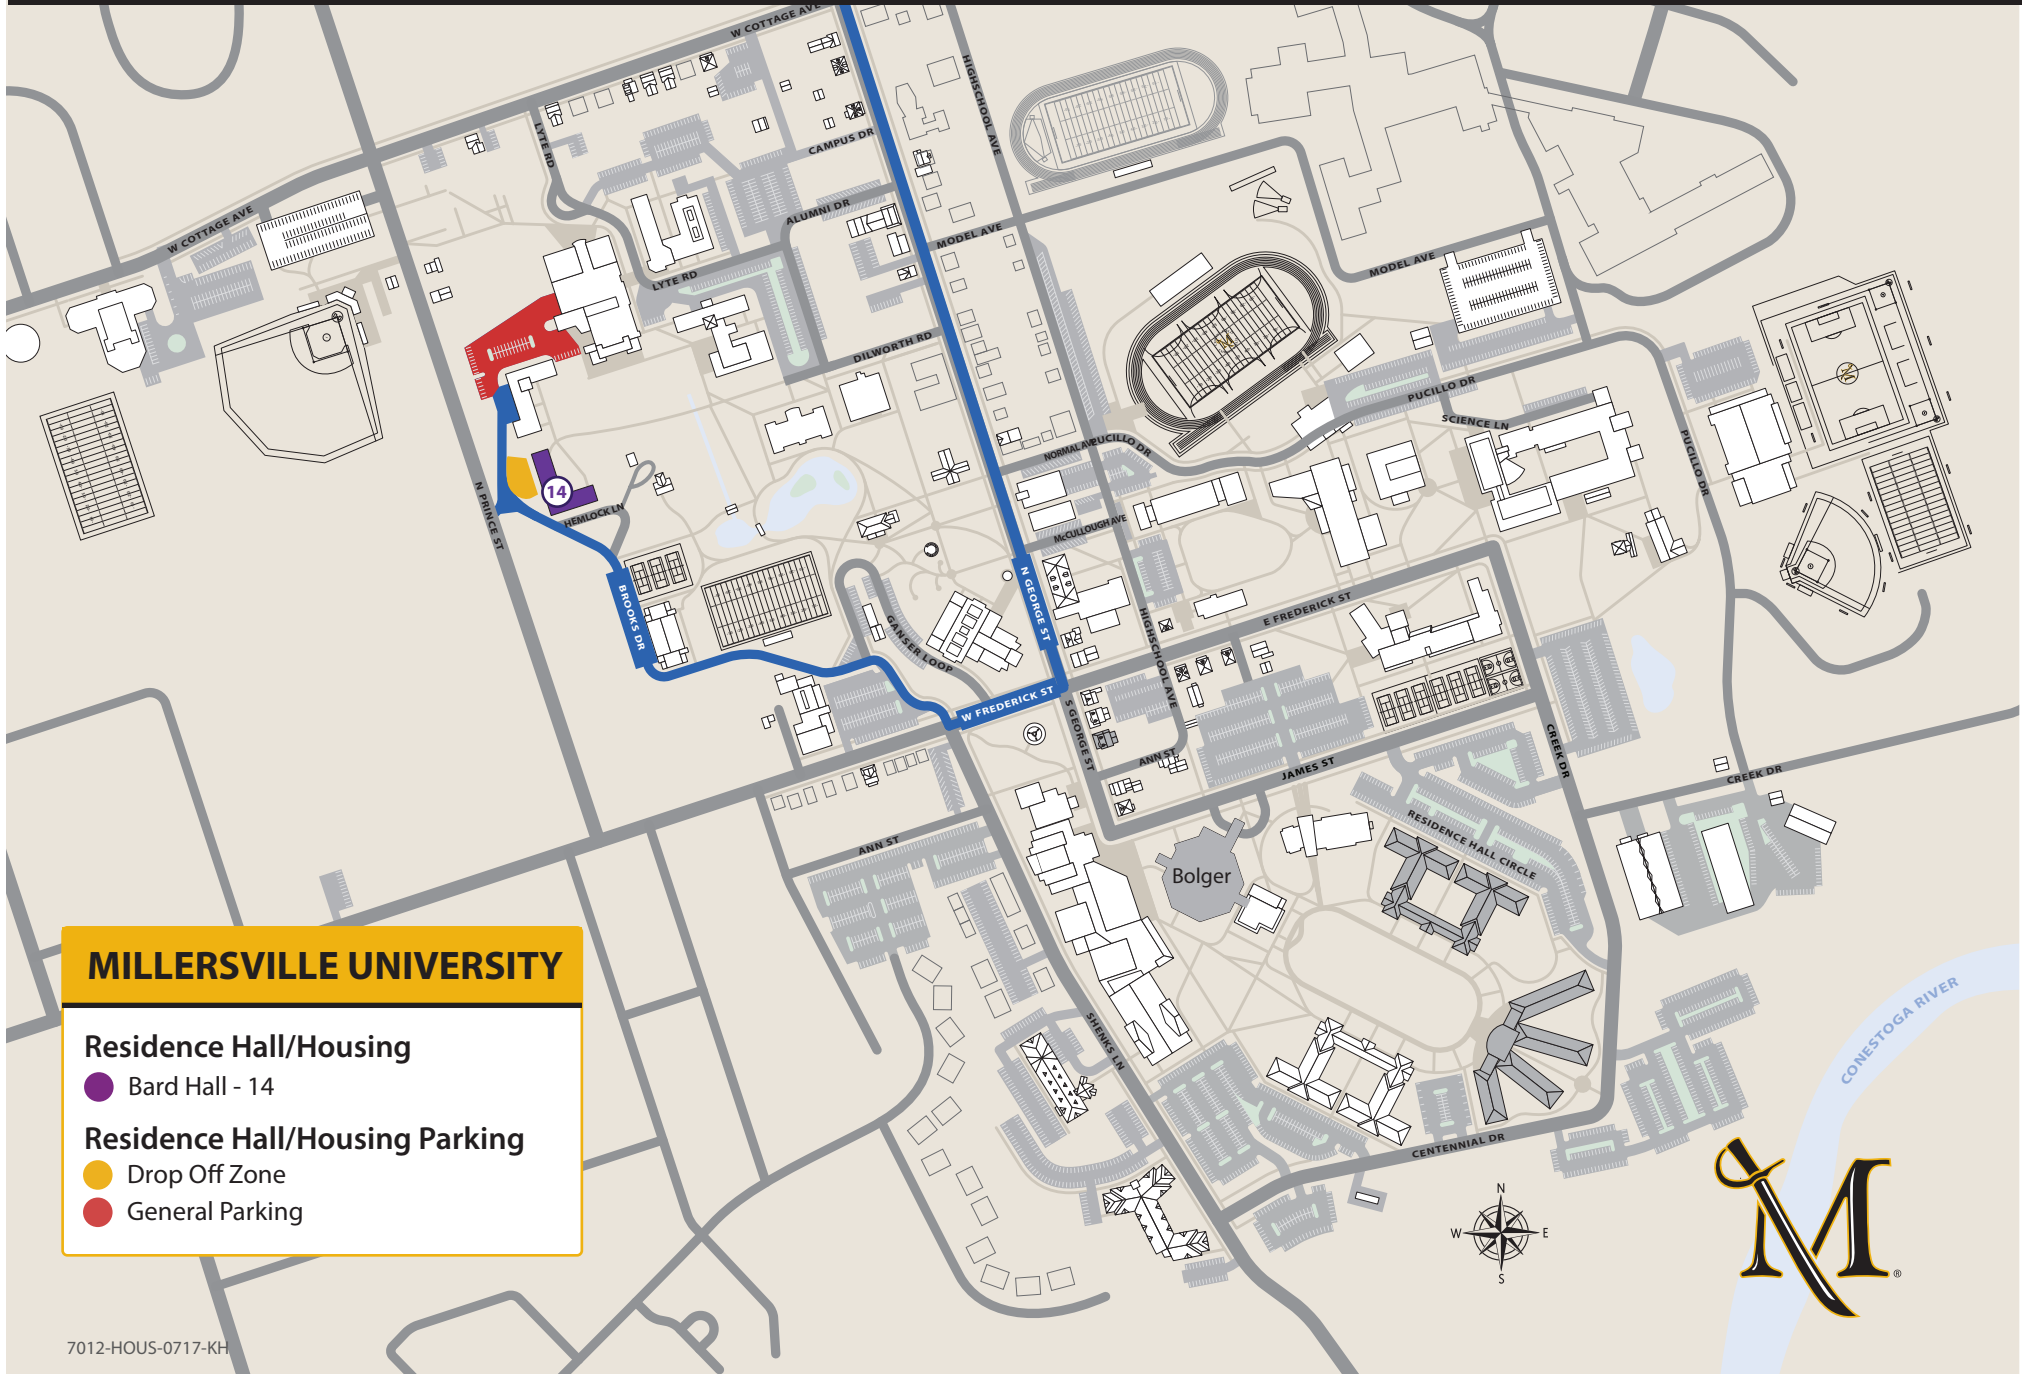 W COTTAGE AVE
HIGHSCHOOL AVE
LYTE RD
CAMPUS DR
W COTTAGE AVE
ALUMNI DR
MODEL AVE
MODEL AVE
LYTE RD
DILWORTH RD
PUCILLO DR
SCIENCE LN
NORMAL AVE
PUCILLO DR
PUCILLO DR
N PRINCE ST
14
HEMLOCK LN
McCULLOUGH AVE
N GEORGE ST
BROOKS DR
GANSER LOOP
HIGHSCHOOL AVE
E FREDERICK ST
W FREDERICK ST
S GEORGE ST
ANN ST
JAMES ST
CREEK DR
CREEK DR
RESIDENCE HALL CIRCLE
ANN ST
Bolger
MILLERSVILLE UNIVERSITY
Residence Hall/Housing
Bard Hall - 14
Residence Hall/Housing Parking
Drop Off Zone
General Parking
SHENKS LN
CONESTOGA RIVER
CENTENNIAL DR
N
W E
S
M
M
M
®
7012-HOUS-0717-KH